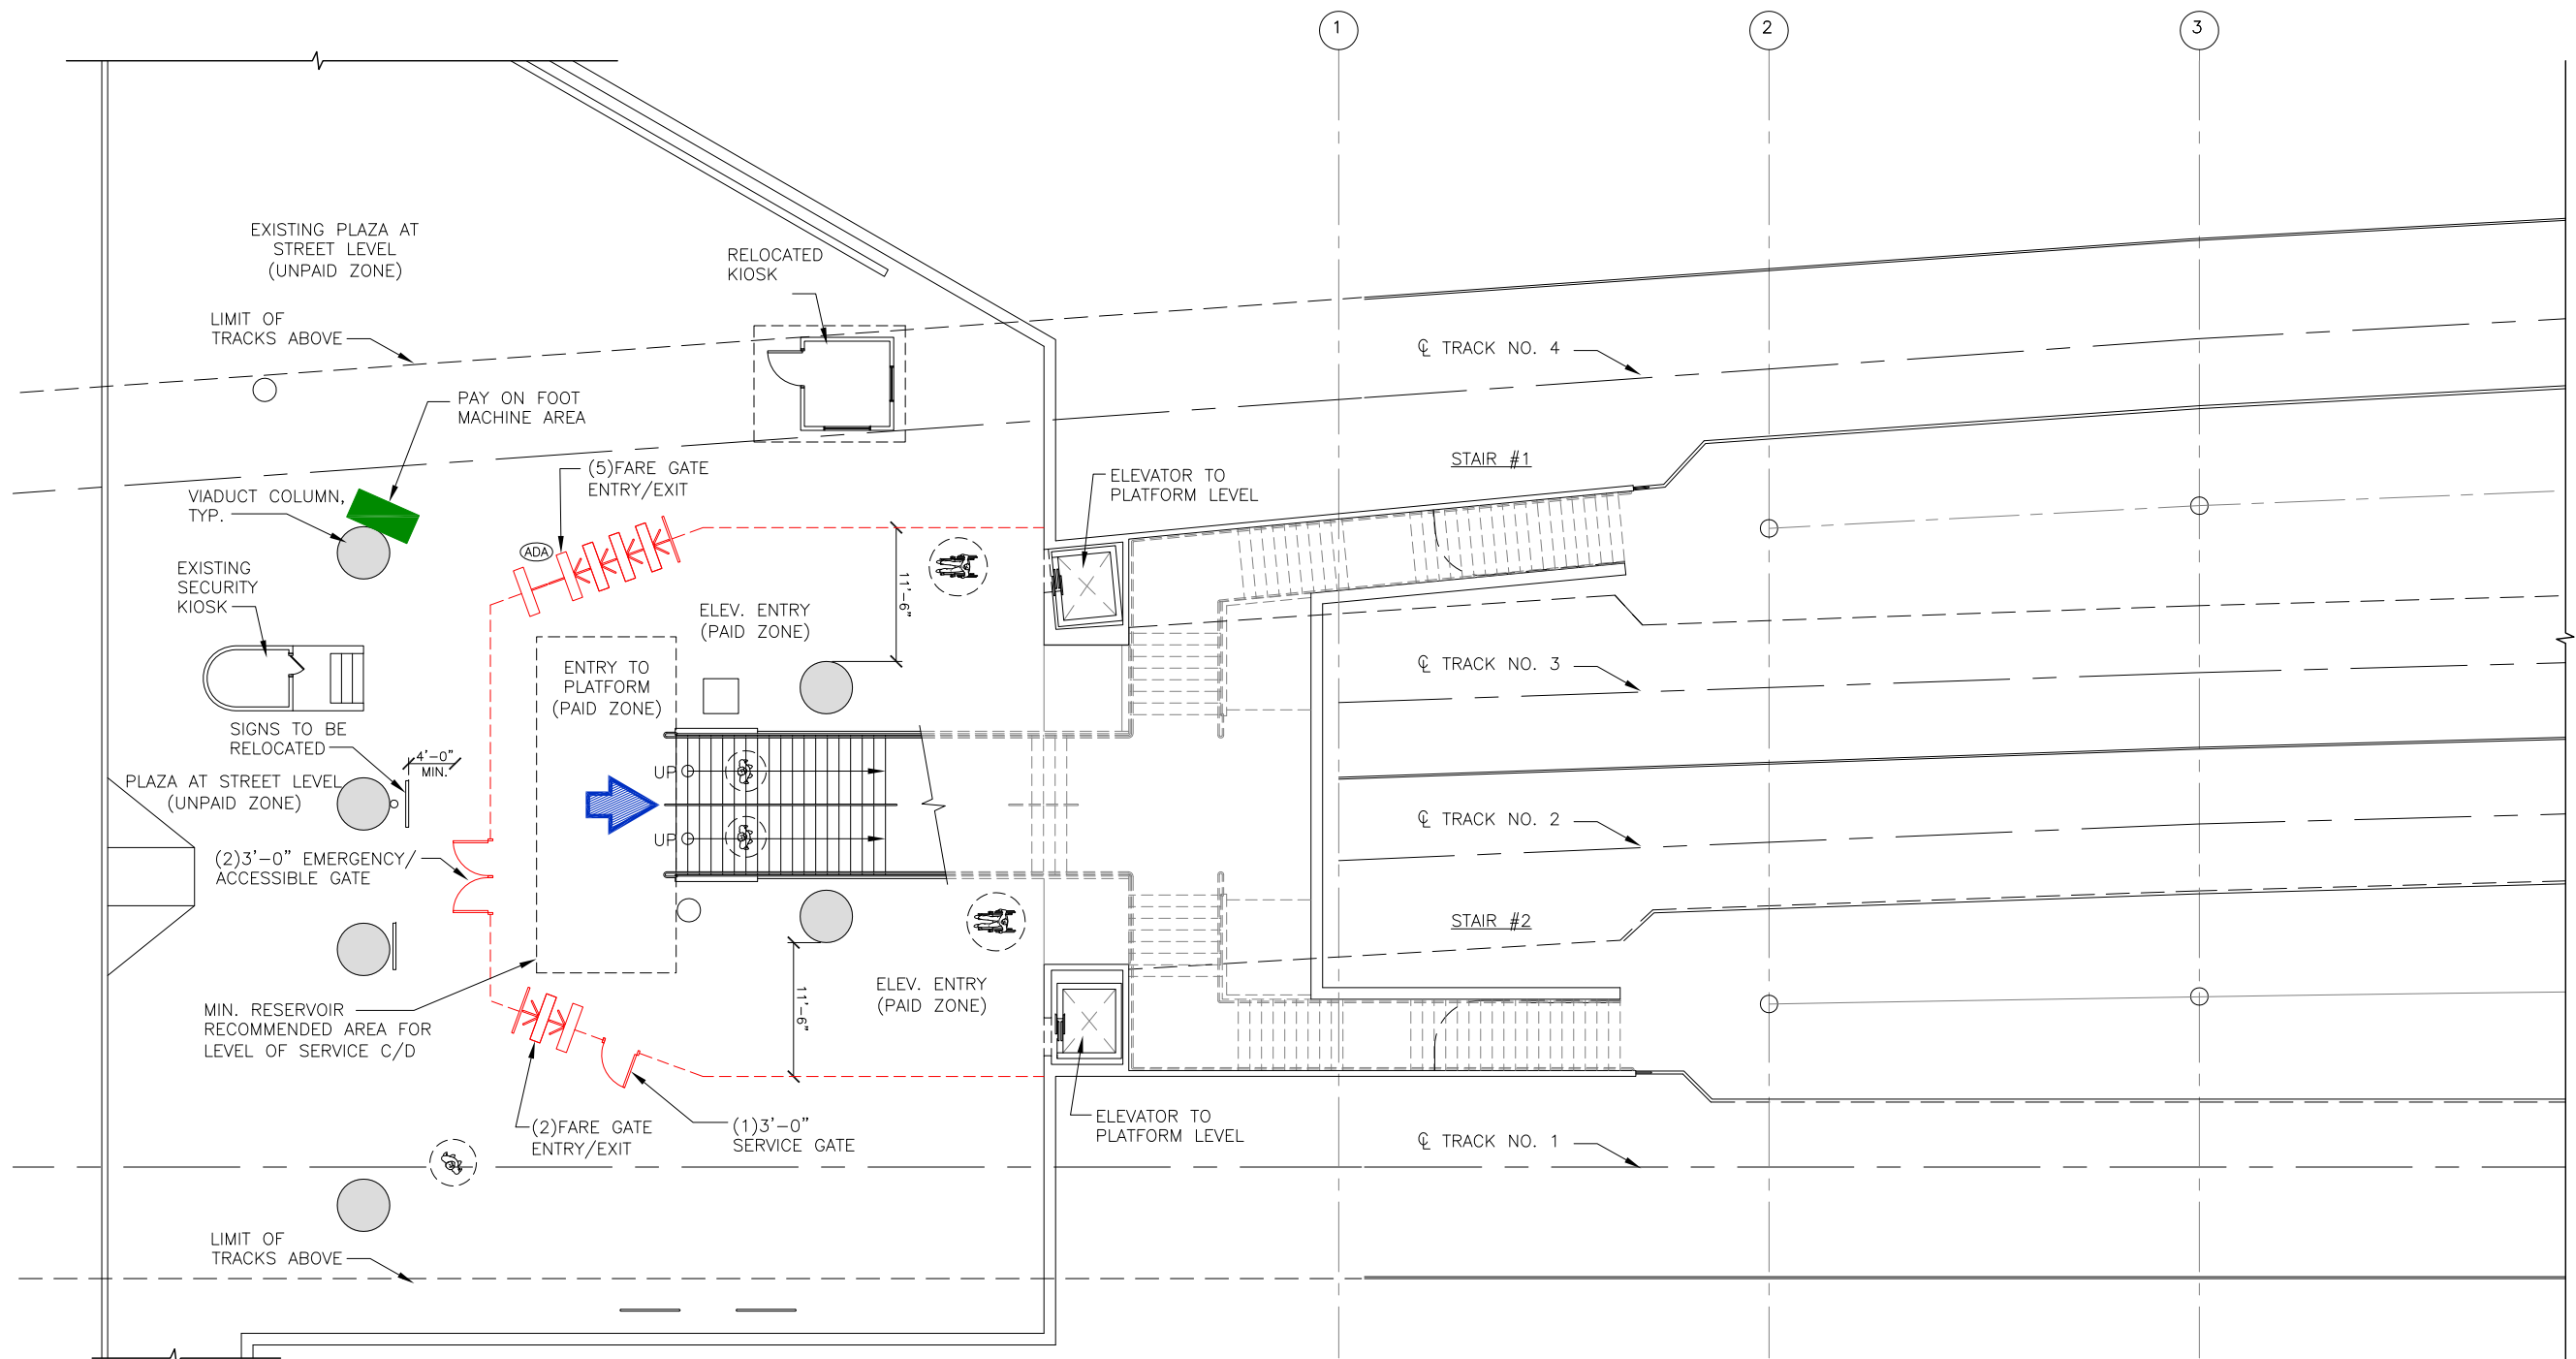 1
2
3
EXISTING PLAZA AT
STREET LEVEL
(UNPAID ZONE)
RELOCATED
KIOSK
LIMIT OF
TRACKS ABOVE
℄ TRACK NO. 4
PAY ON FOOT
MACHINE AREA
(5)FARE GATE
ENTRY/EXIT
ELEVATOR TO
PLATFORM LEVEL
STAIR #1
VIADUCT COLUMN,
TYP.
ADA
EXISTING
SECURITY
KIOSK
11'-6"
ELEV. ENTRY
(PAID ZONE)
ENTRY TO
PLATFORM
(PAID ZONE)
℄ TRACK NO. 3
SIGNS TO BE
RELOCATED
4'-0"
MIN.
UP
PLAZA AT STREET LEVEL
(UNPAID ZONE)
UP
℄ TRACK NO. 2
(2)3'-0" EMERGENCY/
ACCESSIBLE GATE
STAIR #2
ELEV. ENTRY
(PAID ZONE)
11'-6"
MIN. RESERVOIR
RECOMMENDED AREA FOR
LEVEL OF SERVICE C/D
(2)FARE GATE
ENTRY/EXIT
(1)3'-0"
SERVICE GATE
ELEVATOR TO
PLATFORM LEVEL
℄ TRACK NO. 1
LIMIT OF
TRACKS ABOVE